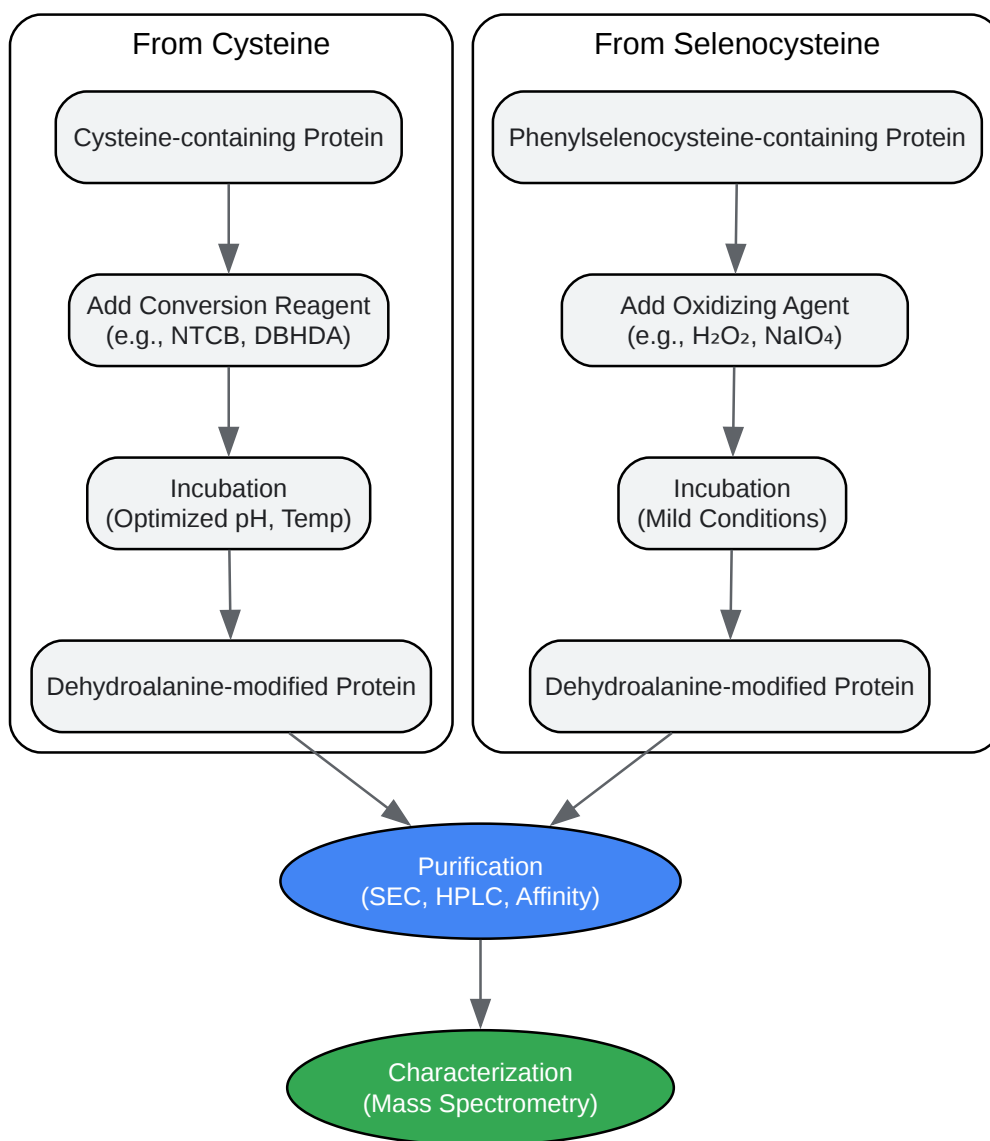 From Cysteine
Cysteine-containing Protein
Add Conversion Reagent
(e.g., NTCB, DBHDA)
Incubation
(Optimized pH, Temp)
Dehydroalanine-modified Protein
From Selenocysteine
Phenylselenocysteine-containing Protein
Add Oxidizing Agent
(e.g., H₂O₂, NaIO₄)
Incubation
(Mild Conditions)
Dehydroalanine-modified Protein
Purification
(SEC, HPLC, Affinity)
Characterization
(Mass Spectrometry)